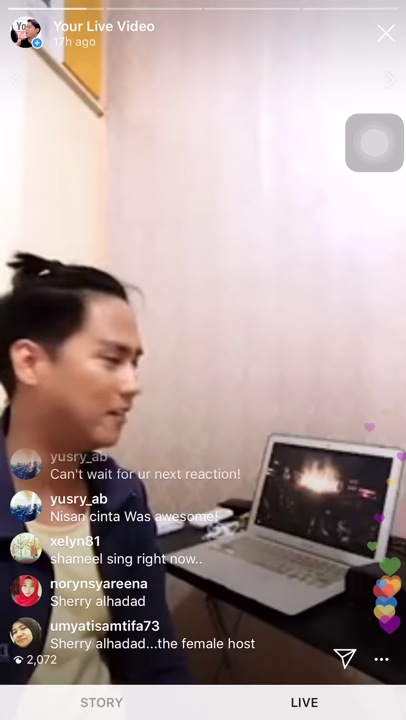 Yo
Your Live Video
17h ago
yusry_ab
Can't wait for ur next reaction!
yusry_ab
Nisan cinta Was awesome!
xelyn81
shameel sing right now..
norynsyareena
Sherry alhadad
umyatisamtifa73
Sherry alhadad...the female host
2,072
STORY
LIVE